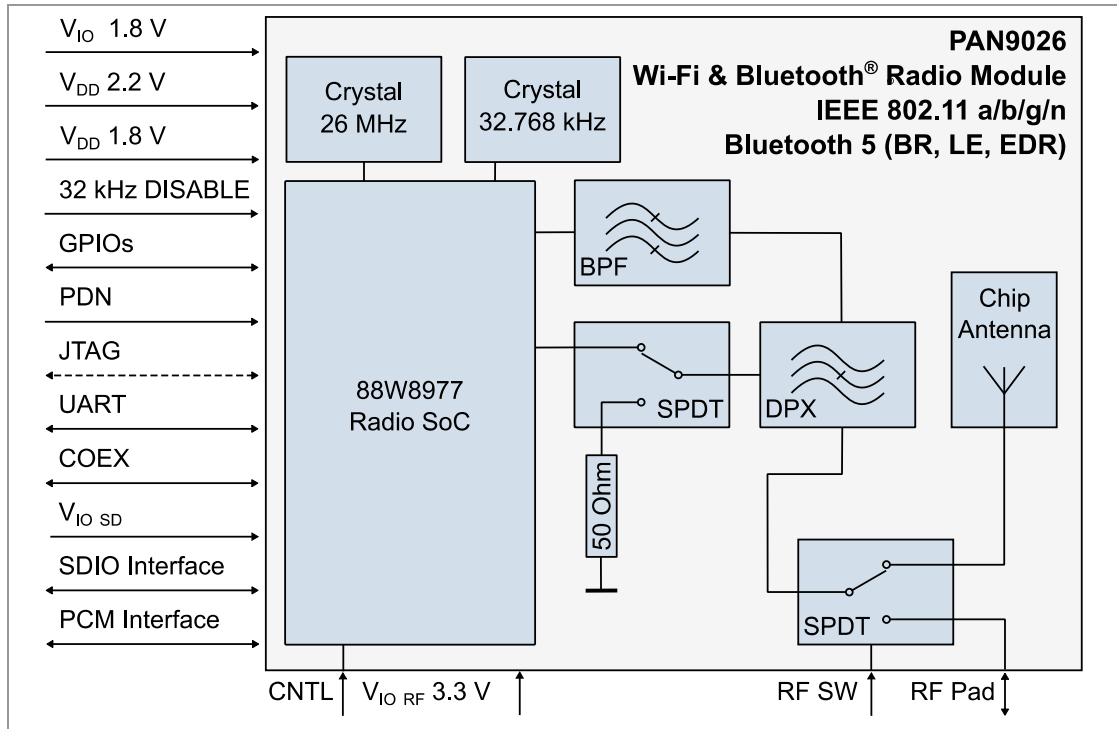 V_IO 1.8 V
V_DD 2.2 V
V_DD 1.8 V
32 kHz DISABLE
GPIOs
PDN
JTAG
UART
COEX
V_IO SD
SDIO Interface
PCM Interface
PAN9026
Wi-Fi & Bluetooth® Radio Module
IEEE 802.11 a/b/g/n
Bluetooth 5 (BR, LE, EDR)
Crystal
26 MHz
Crystal
32.768 kHz
88W8977
Radio SoC
BPF
SPDT
50 Ohm
DPX
Chip
Antenna
SPDT
CNTL
V_IO RF 3.3 V
RF SW
RF Pad